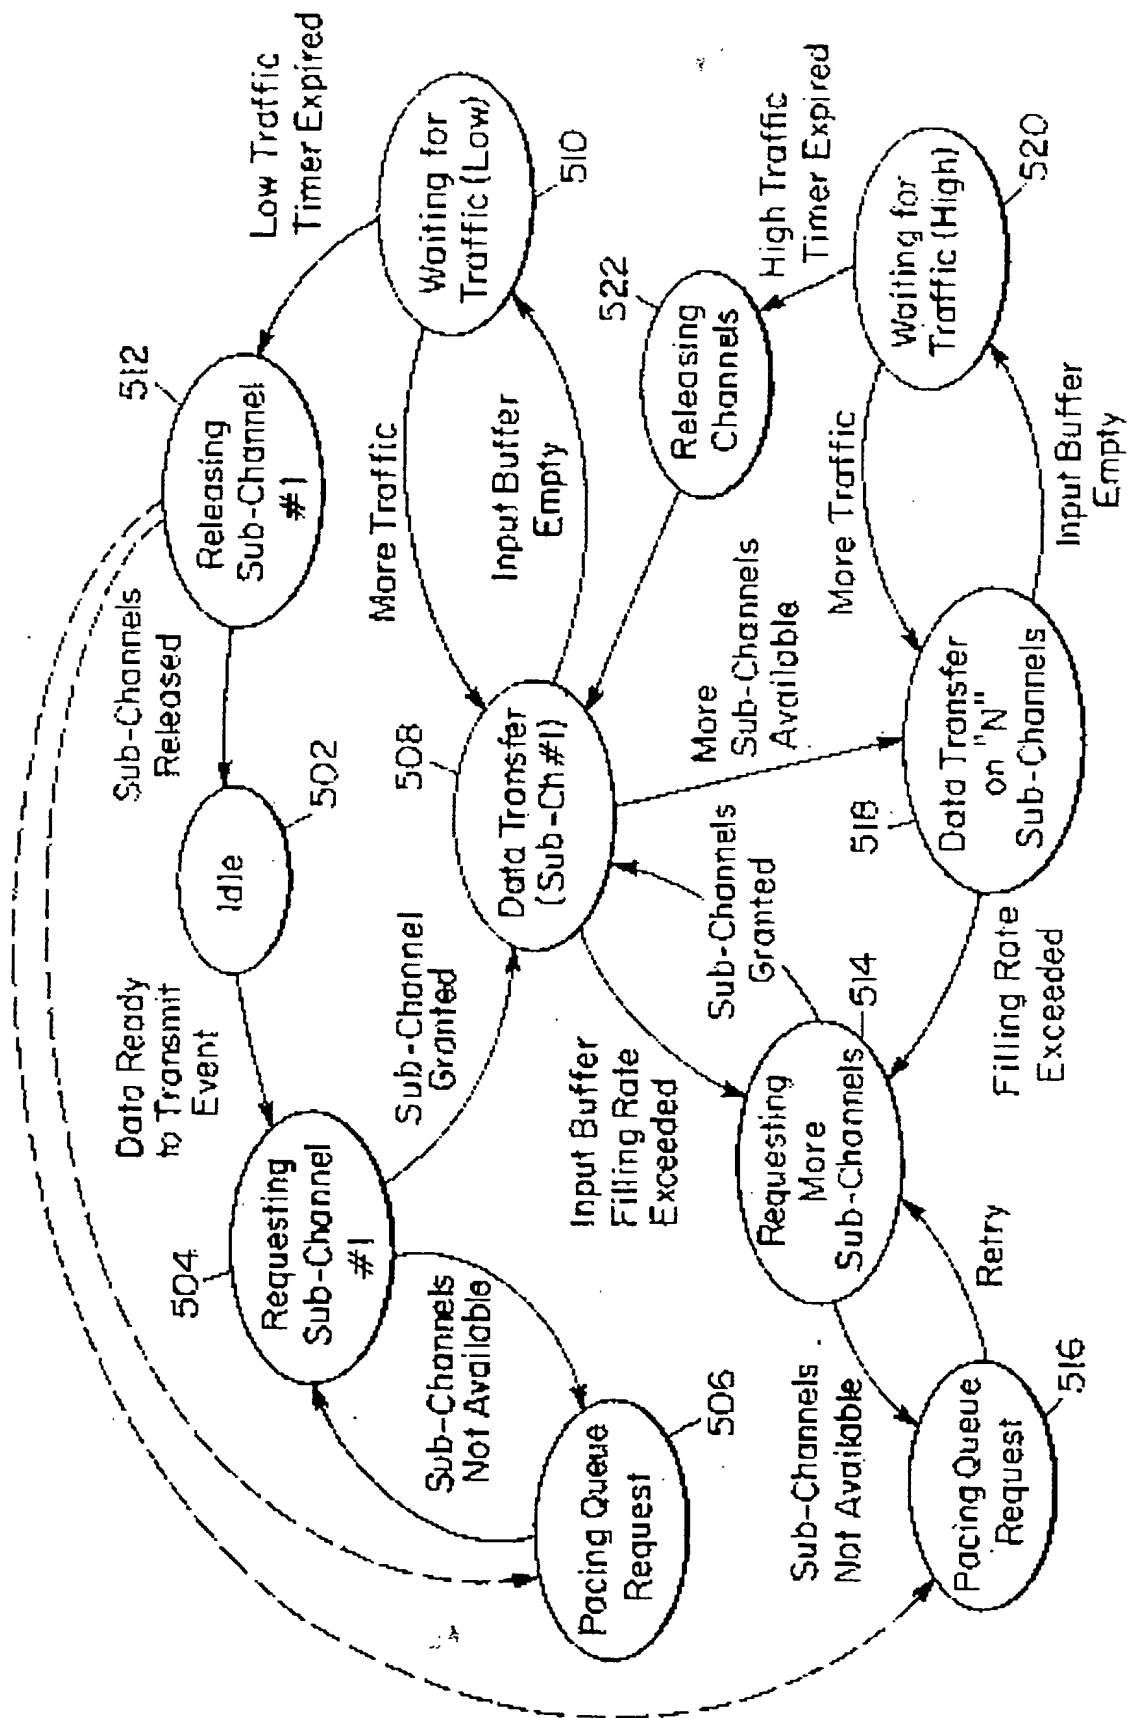 Sub-Channels
Released
512
Releasing
Sub-Channel
#1
Low Traffic
Timer Expired
Data Ready
to Transmit
Event
Idle
502
504
Requesting
Sub-Channel
#1
More Traffic
Waiting for
Traffic (Low)
510
Sub-Channel
Granted
508
Data Transfer
(Sub-Ch#1)
Input Buffer
Empty
Sub-Channels
Not Available
Pacing Queue
Request
506
Input Buffer
Filling Rate
Exceeded
Sub-Channels
Granted
More
Sub-Channels
Available
522
Releasing
Channels
High Traffic
Timer Expired
Requesting
More
Sub-Channels
514
518
More Traffic
Waiting for
Traffic (High)
520
Sub-Channels
Not Available
Pacing Queue
Request
516
Retry
Filling Rate
Exceeded
Data Transfer
on "N"
Sub-Channels
Input Buffer
Empty